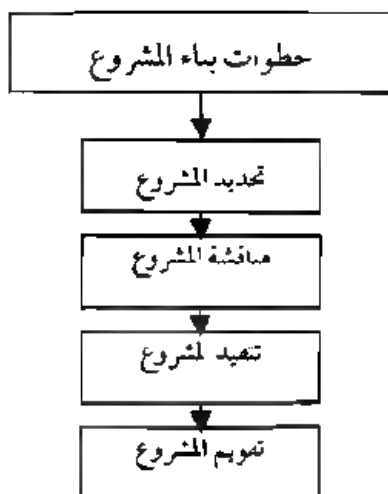 خطوات بناء المشروع
تحديد المشروع
مناقشة المشروع
تنفيذ المشروع
تقويم المشروع